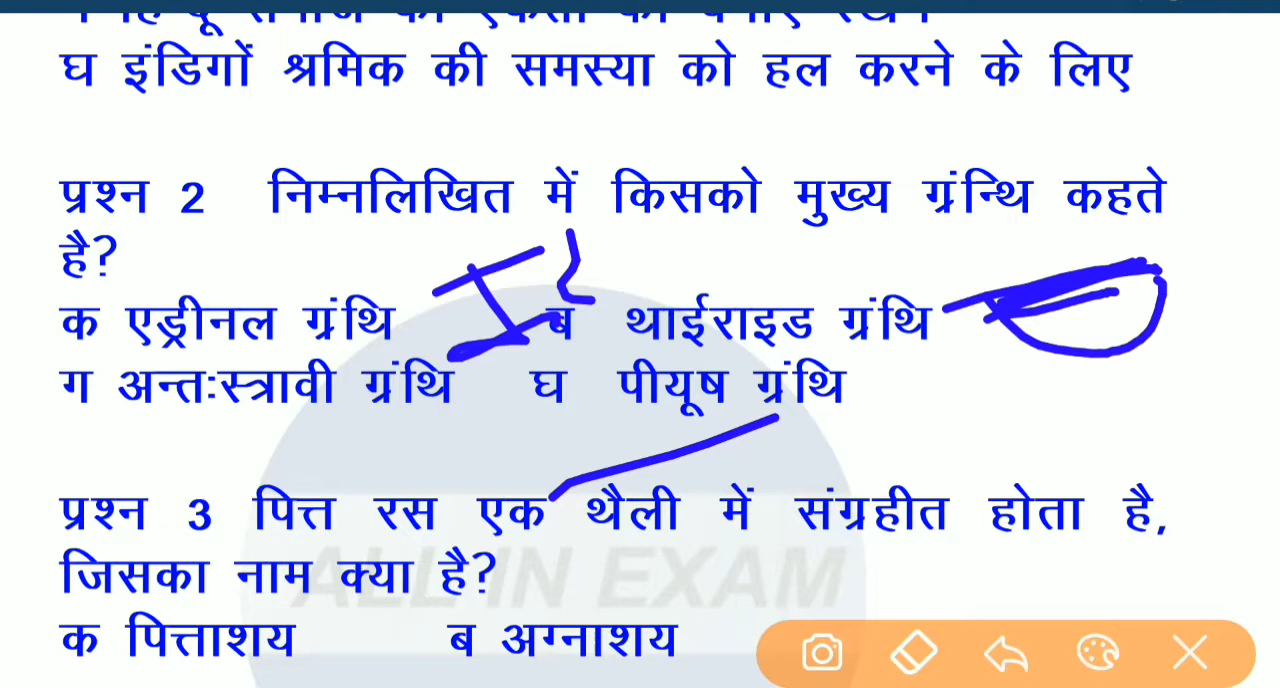 घ इंडिगों श्रमिक की समस्या को हल करने के लिए
प्रश्न 2 निम्नलिखित में किसको मुख्य ग्रंन्थि कहते
है?
क एड्रीनल ग्रंथि ब थाईराइड ग्रंथि
ग अन्तःस्त्रावी ग्रंथि घ पीयूष ग्रंथि
प्रश्न 3 पित्त रस एक थैली में संग्रहीत होता है,
जिसका नाम क्या है?
ALL IN EXAM
क पित्ताशय ब अग्नाशय